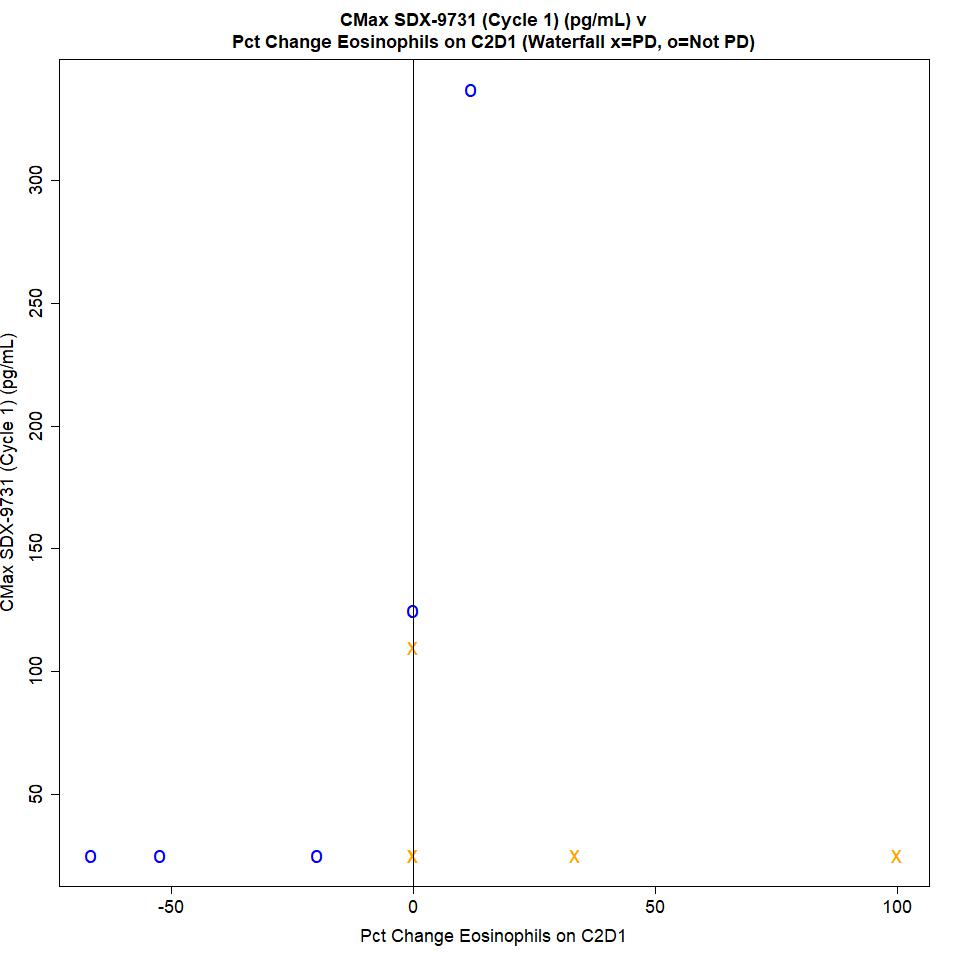 CMax SDX-9731 (Cycle 1) (pg/mL) v
Pct Change Eosinophils on C2D1 (Waterfall x=PD, o=Not PD)
CMax SDX-9731 (Cycle 1) (pg/mL)
300
250
200
150
100
50
O
O
X
O
O
O
X
X
X
-50
0
50
100
Pct Change Eosinophils on C2D1